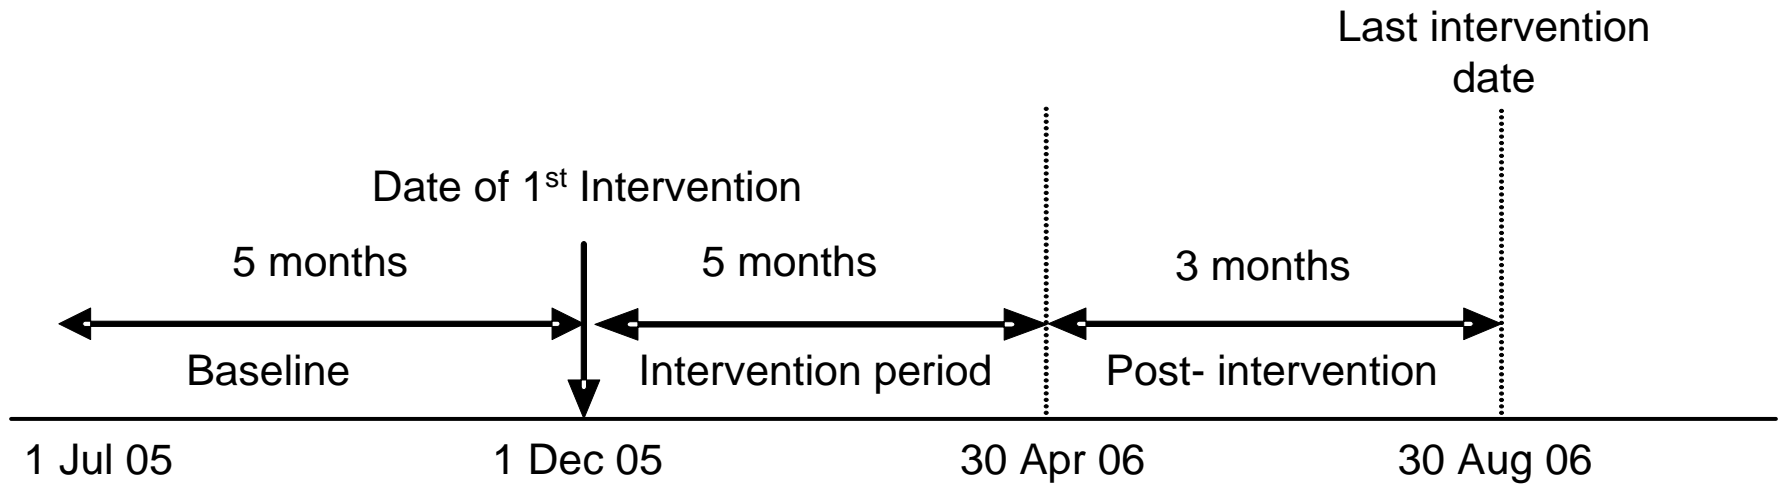 Last intervention
date
Date of 1st Intervention
5 months
5 months
3 months
Baseline
Intervention period
Post- intervention
1 Jul 05
1 Dec 05
30 Apr 06
30 Aug 06